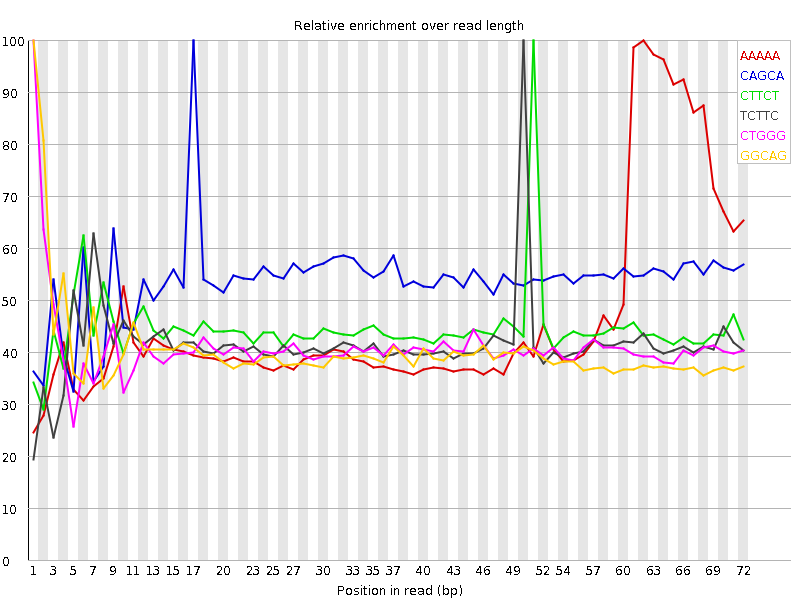 Relative enrichment over read length
100
90
80
70
60
50
40
30
20
10
0
AAAAA
CAGCA
CTTCT
TCTTC
CTGGG
GGCAG
1 3 5 7 9 11 13 15 17 20 23 25 27 30 33 35 37 40 43 46 49 52 54 57 60 63 66 69 72
Position in read (bp)